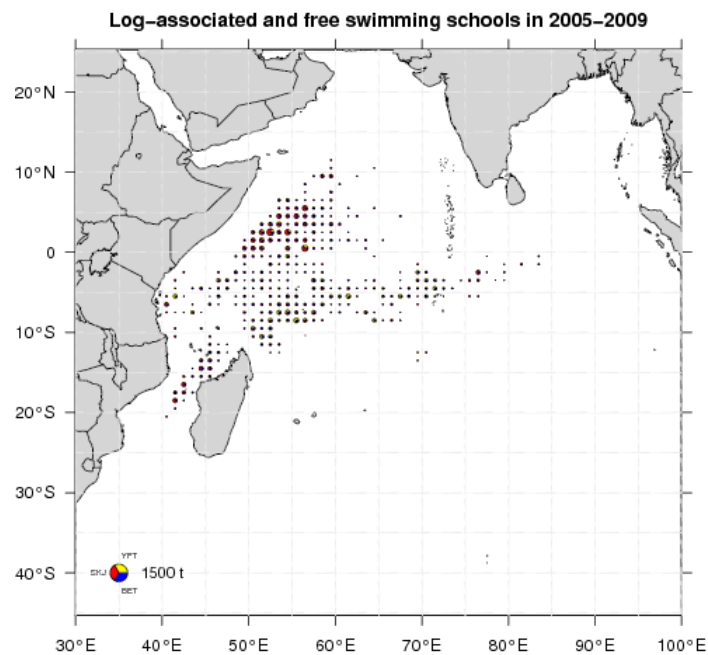 Log−associated and free swimming schools in 2005−2009
20°N
10°N
0
10°S
20°S
30°S
40°S
YFT
SKJ
1500 t
BET
30°E 40°E 50°E 60°E 70°E 80°E 90°E 100°E